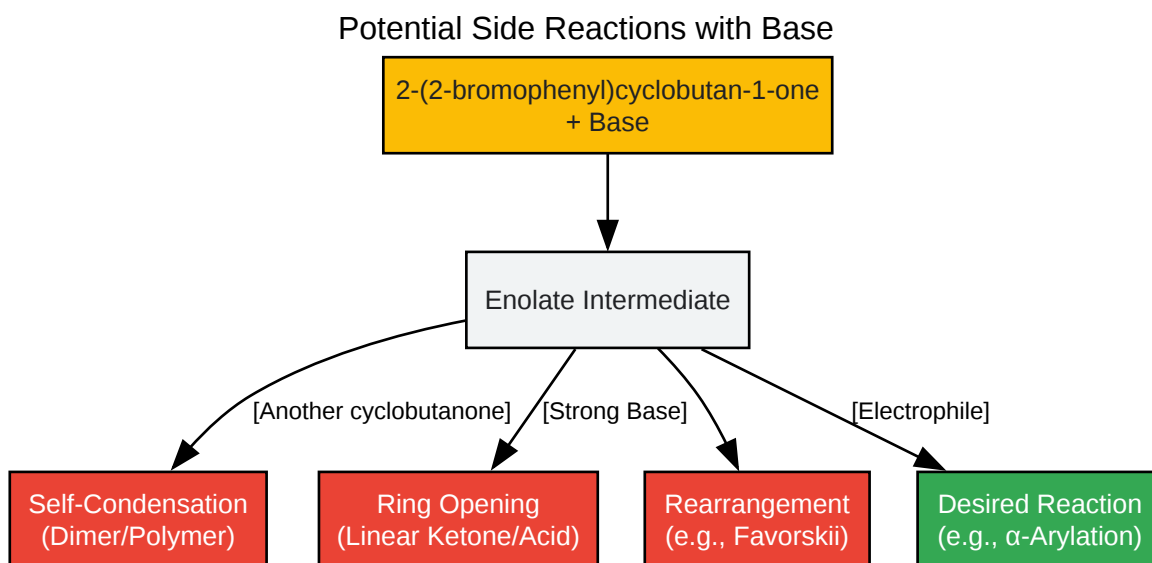 Potential Side Reactions with Base
2-(2-bromophenyl)cyclobutan-1-one
+ Base
Enolate Intermediate
[Another cyclobutanone]
[Strong Base]
[Electrophile]
Self-Condensation
(Dimer/Polymer)
Ring Opening
(Linear Ketone/Acid)
Rearrangement
(e.g., Favorskii)
Desired Reaction
(e.g., α-Arylation)